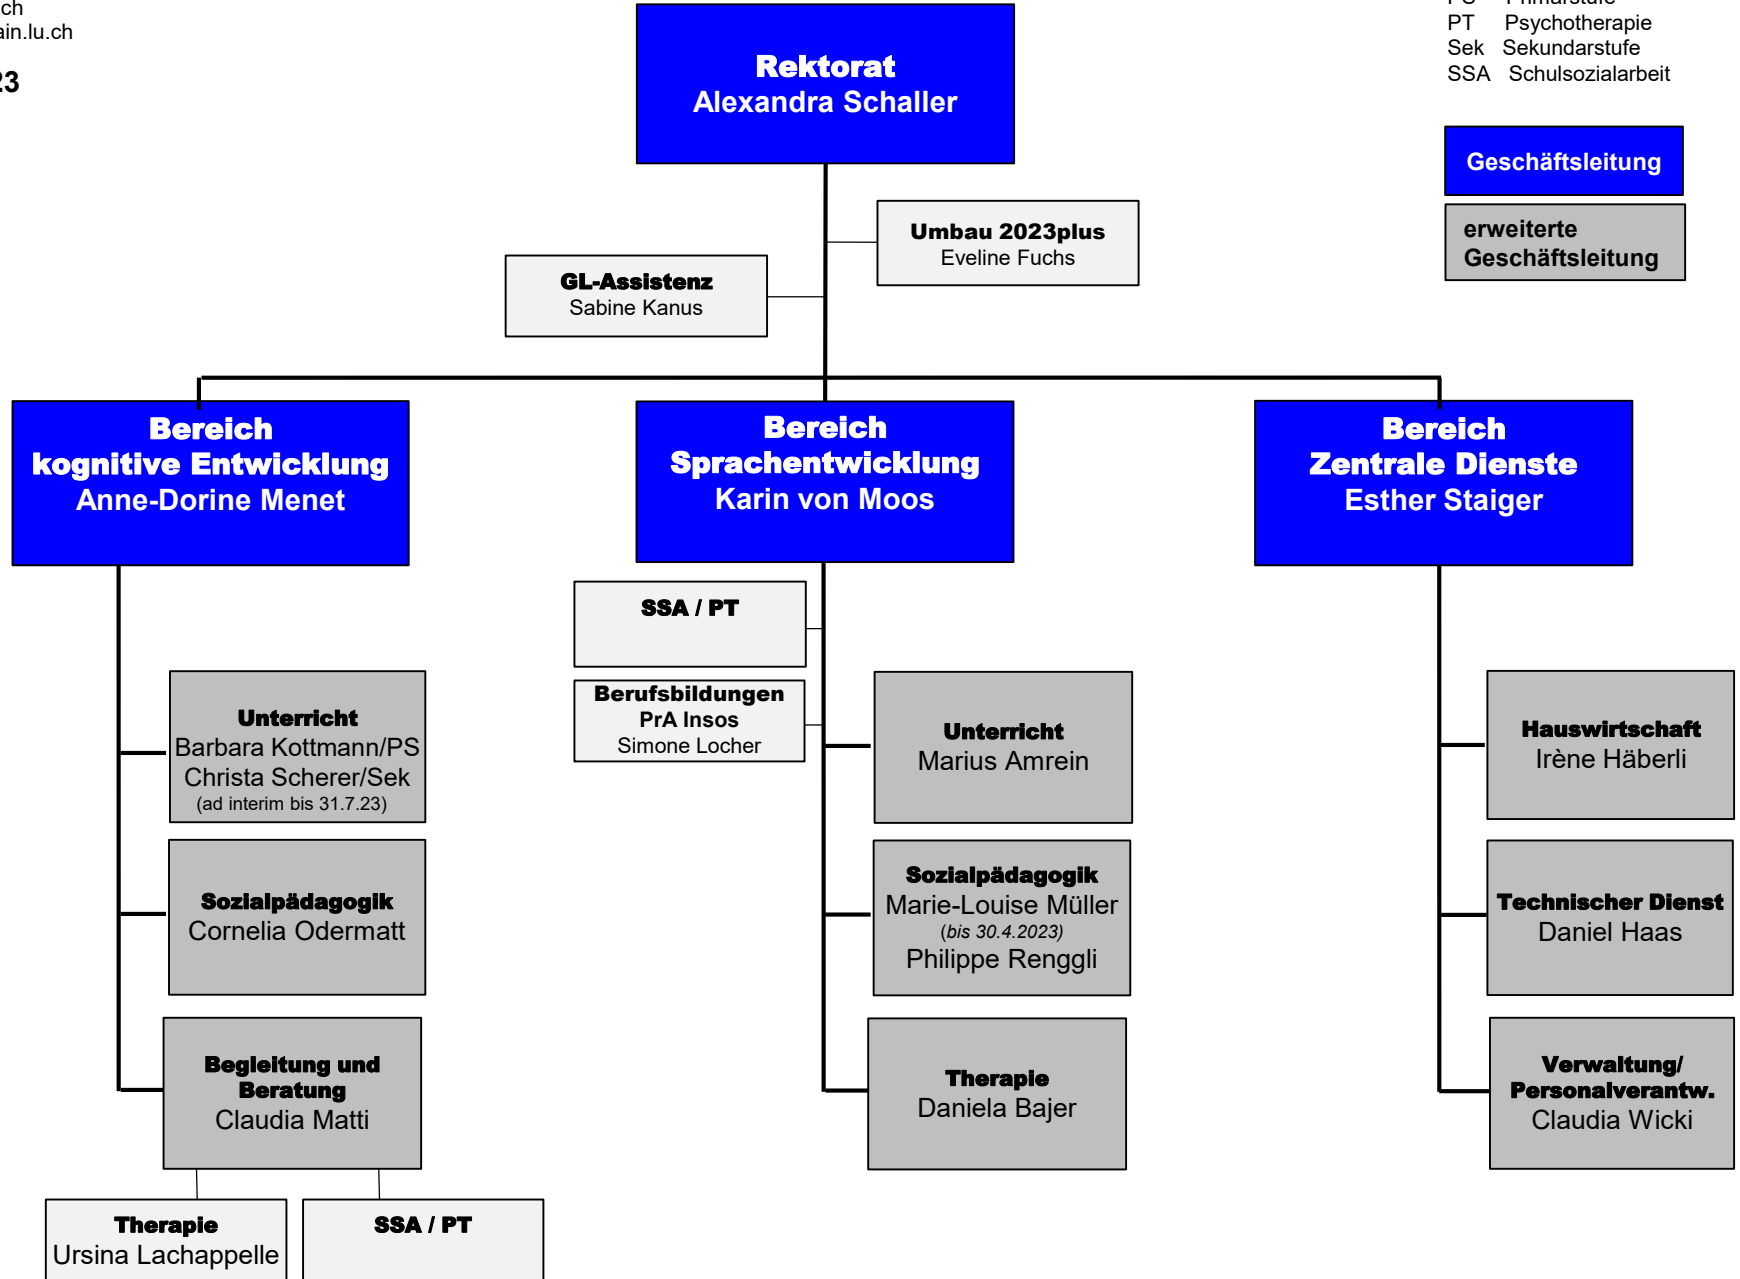 ch
ain.lu.ch
23
PS Primarstufe
PT Psychotherapie
Sek Sekundarstufe
SSA Schulsozialarbeit
Geschäftsleitung
erweiterte
Geschäftsleitung
Rektorat
Alexandra Schaller
Umbau 2023plus
Eveline Fuchs
GL-Assistenz
Sabine Kanus
Bereich
kognitive Entwicklung
Anne-Dorine Menet
Bereich
Sprachentwicklung
Karin von Moos
Bereich
Zentrale Dienste
Esther Staiger
Unterricht
Barbara Kottmann/PS
Christa Scherer/Sek
(ad interim bis 31.7.23)
Sozialpädagogik
Cornelia Odermatt
Begleitung und
Beratung
Claudia Matti
Therapie
Ursina Lachappelle
SSA / PT
SSA / PT
Berufsbildungen
PrA Insos
Simone Locher
Unterricht
Marius Amrein
Sozialpädagogik
Marie-Louise Müller
(bis 30.4.2023)
Philippe Renggli
Therapie
Daniela Bajer
Hauswirtschaft
Irène Häberli
Technischer Dienst
Daniel Haas
Verwaltung/
Personalverantw.
Claudia Wicki